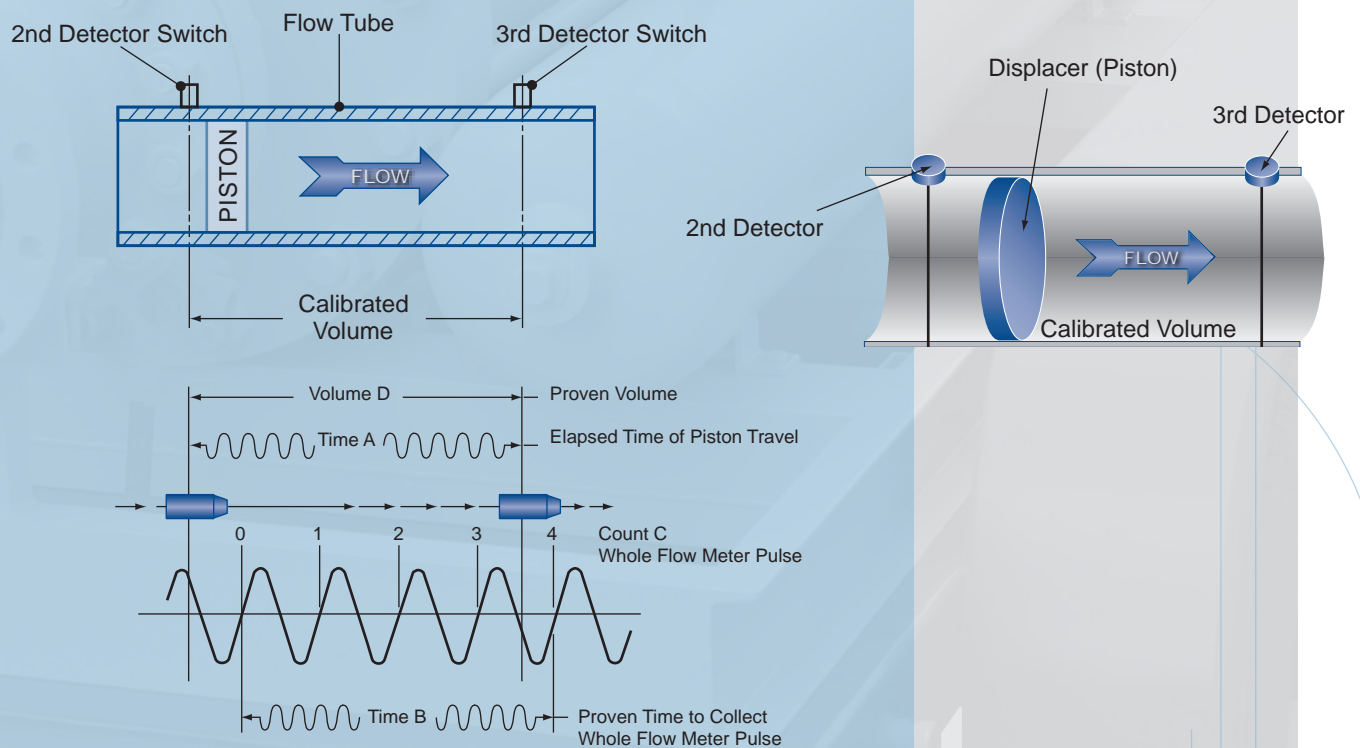 2nd Detector Switch
Flow Tube
3rd Detector Switch
PISTON
FLOW
Calibrated
Volume
Displacer (Piston)
3rd Detector
2nd Detector
FLOW
Calibrated Volume
Volume D
Proven Volume
Time A
Elapsed Time of Piston Travel
0 1 2 3 4
Count C
Whole Flow Meter Pulse
Time B
Proven Time to Collect
Whole Flow Meter Pulse